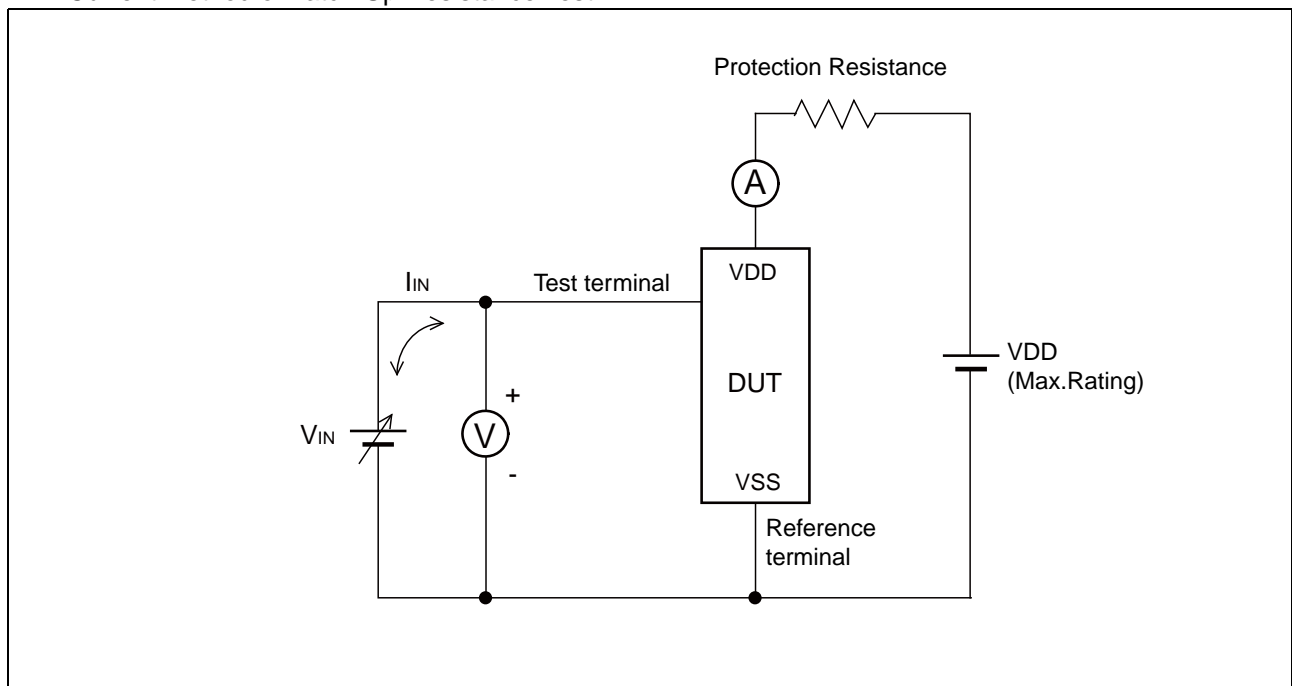 Protection Resistance
A
IIN
Test terminal
VDD
VDD
(Max.Rating)
DUT
VIN
+
V
-
VSS
Reference
terminal